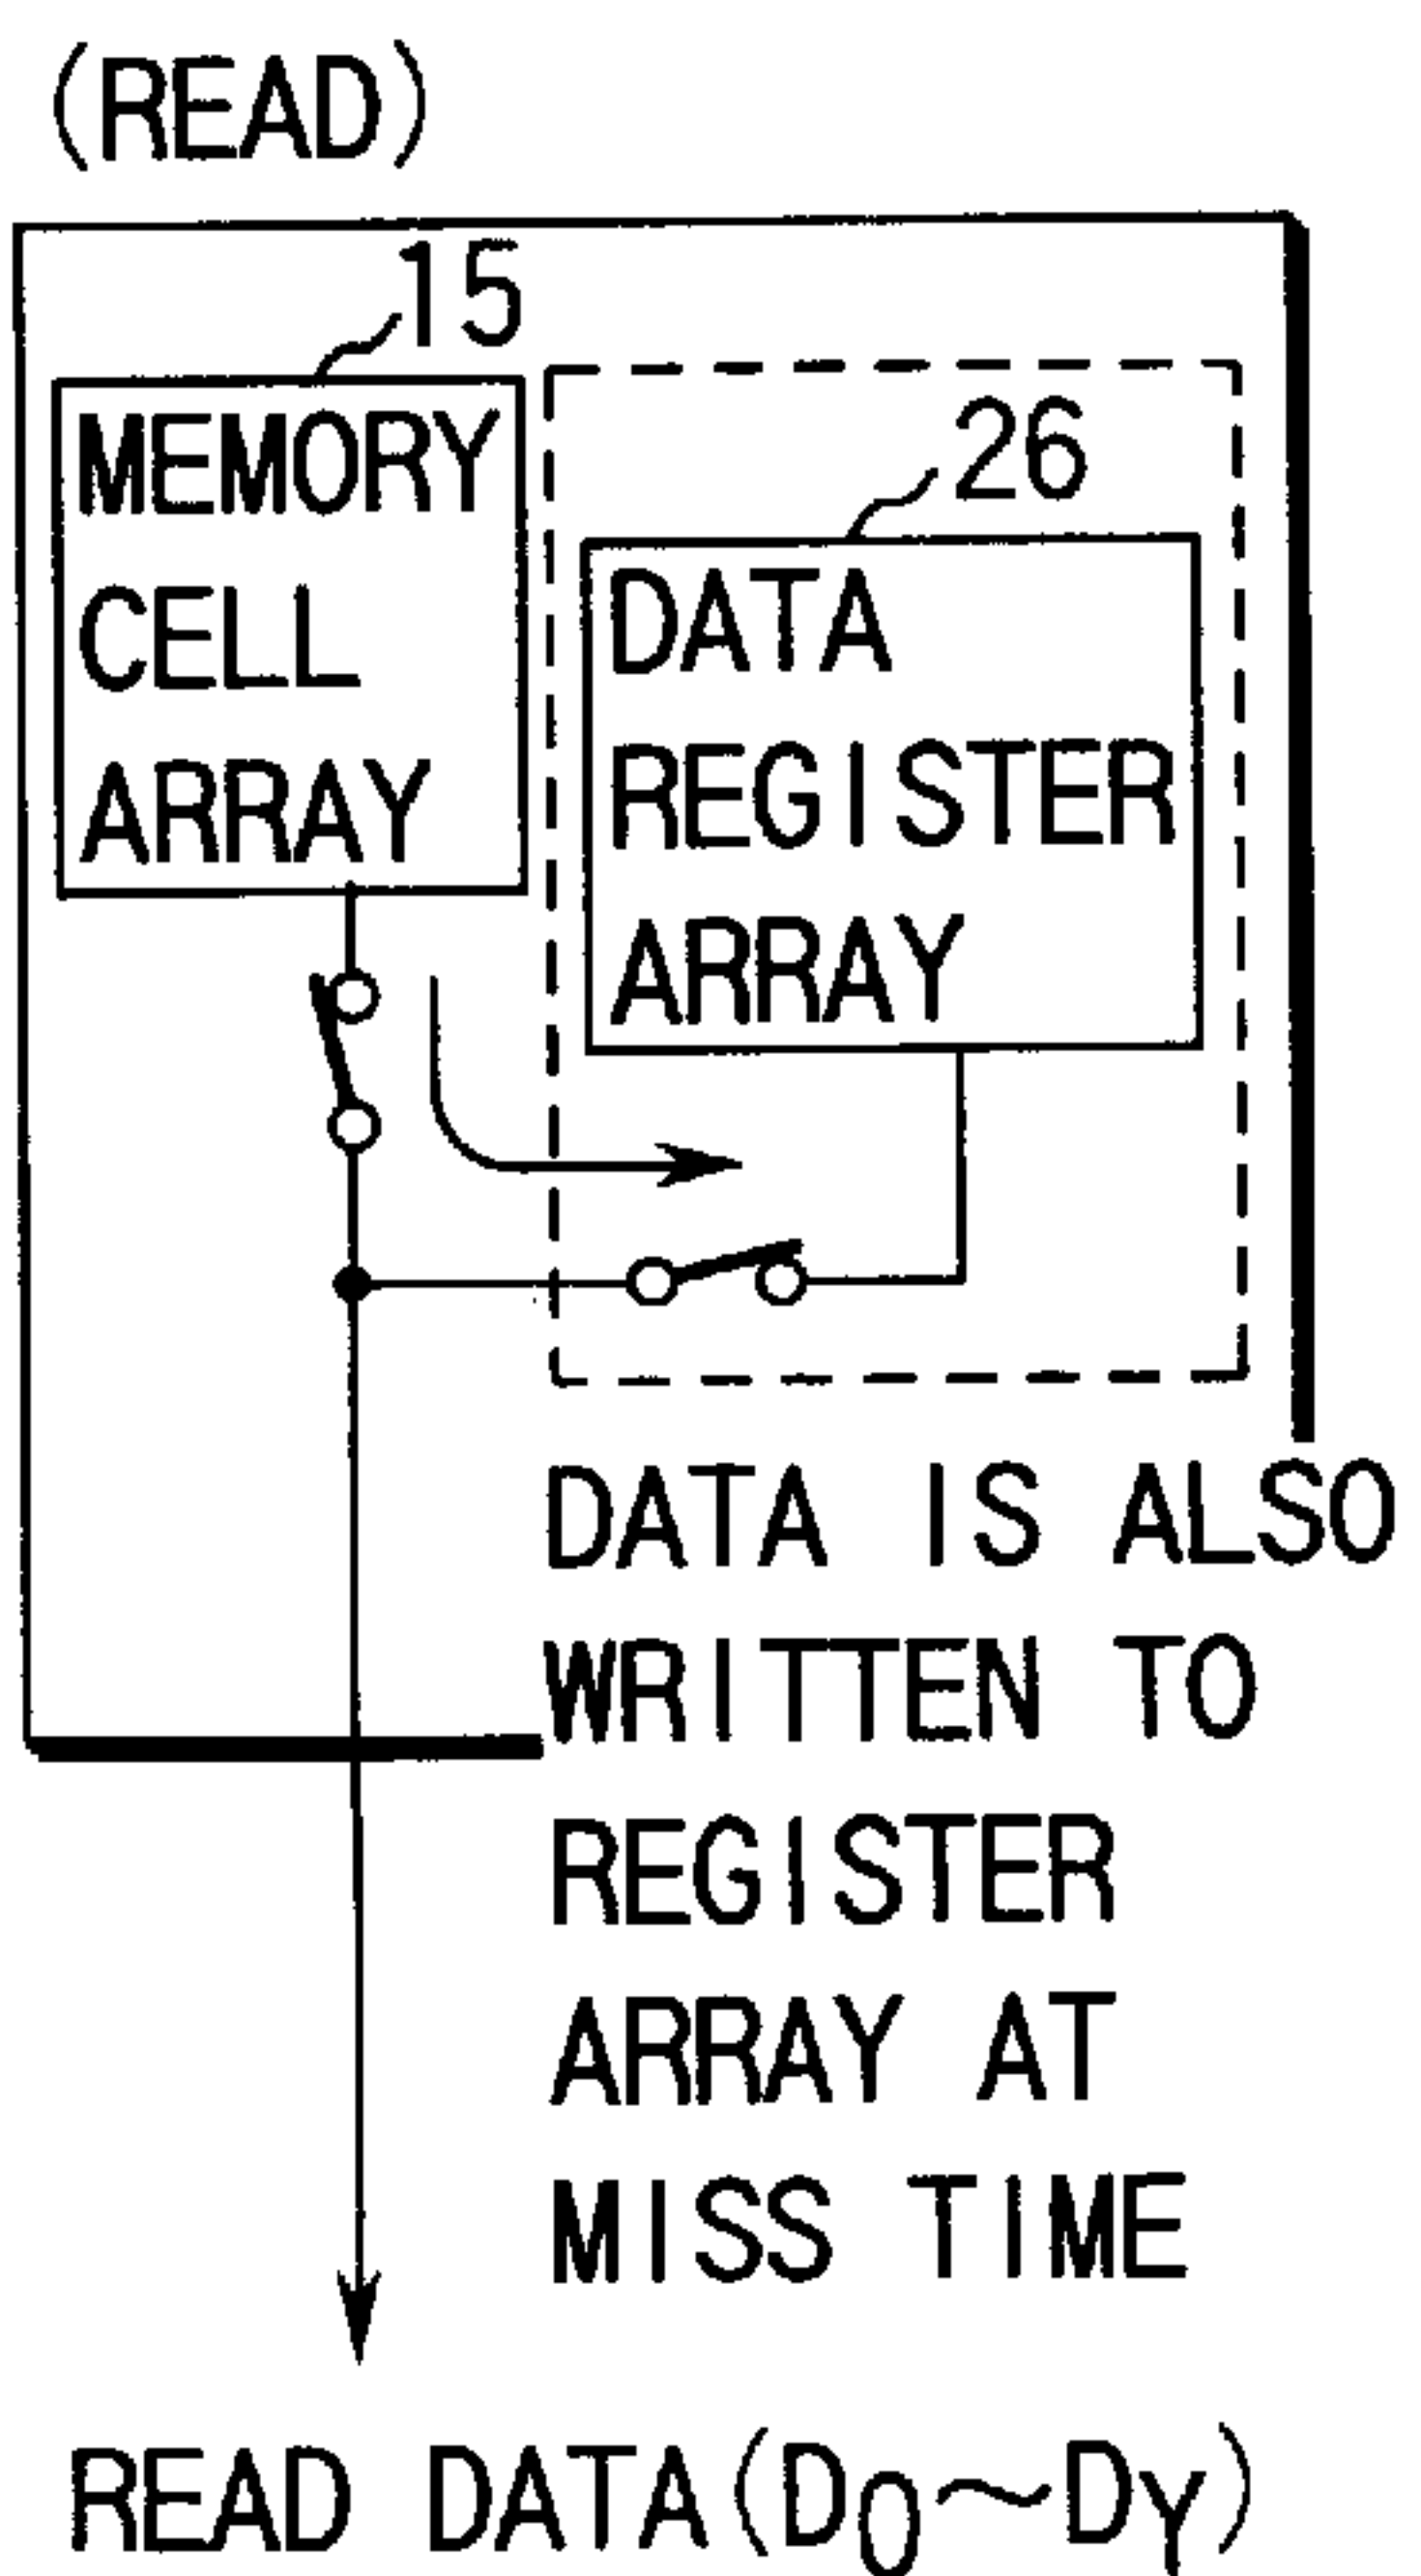 (READ)
15
MEMORY
CELL
ARRAY
26
DATA
REGISTER
ARRAY
DATA IS ALSO
WRITTEN TO
REGISTER
ARRAY AT
MISS TIME
READ DATA(D0~DY)